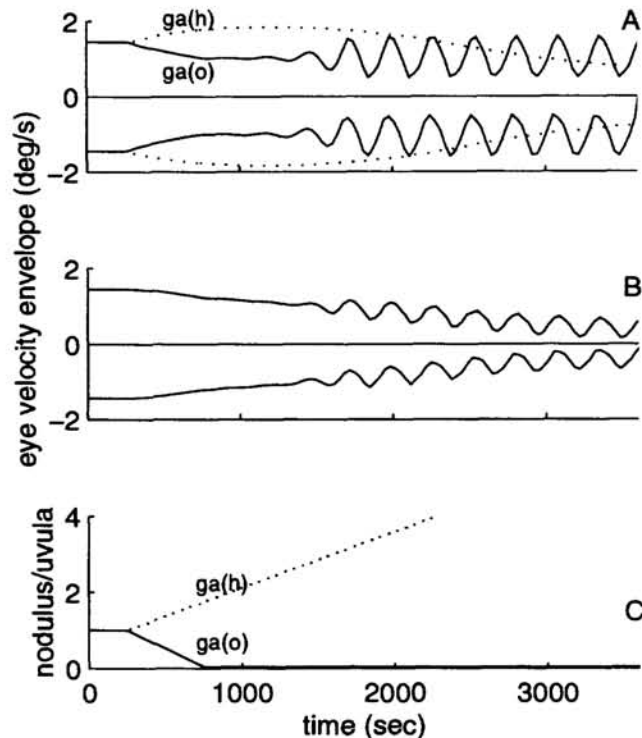 2
ga(h)
A
ga(o)
0
−2
2
B
0
−2
4
ga(h)
2
C
ga(o)
0
0 1000 2000 3000
time (sec)
eye velocity envelope (deg/s)
nodulus/uvula